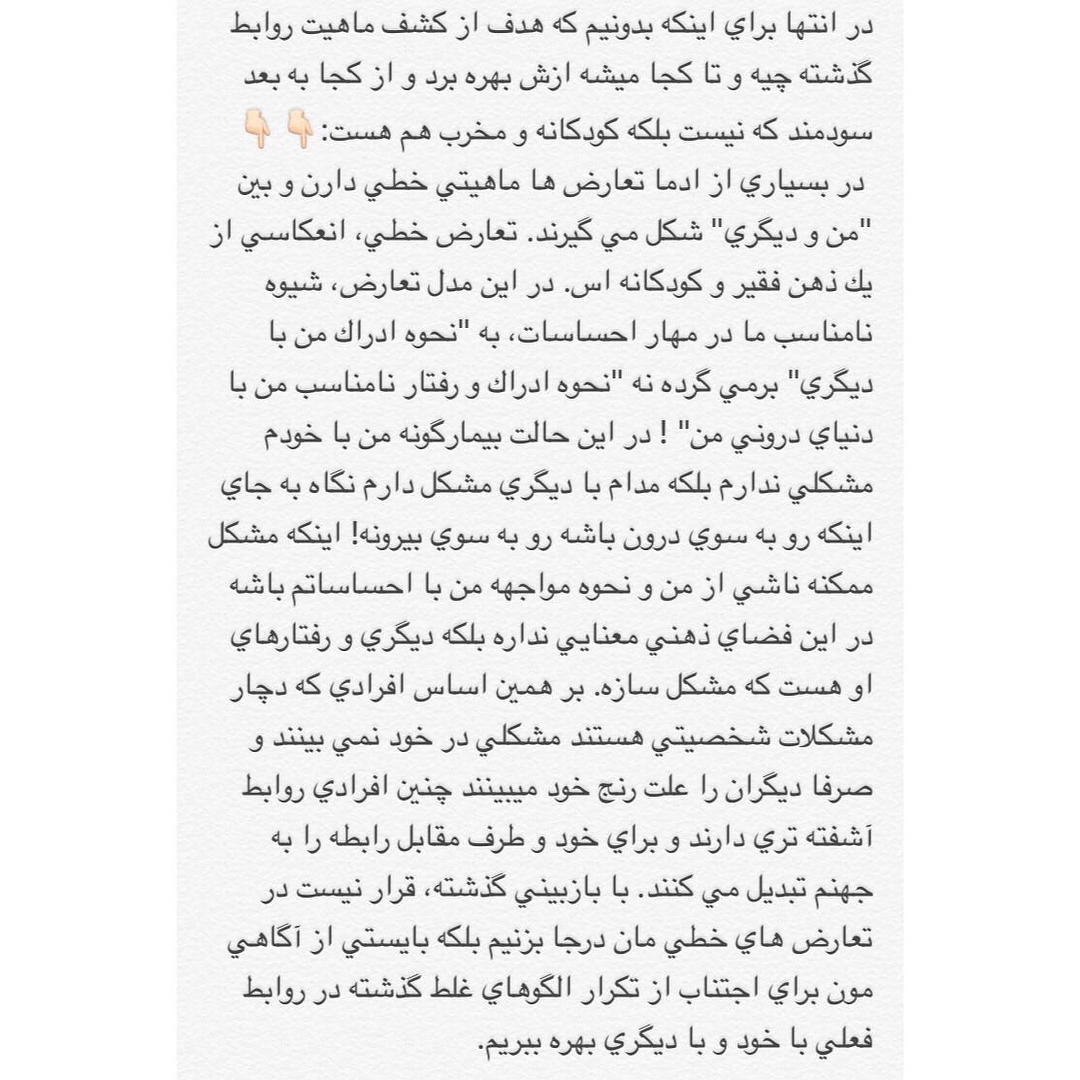 در انتها براي اينكه بدونيم كه هدف از كشف ماهيت روابط
گذشته چيه و تا كجا ميشه ازش بهره برد و از كجا به بعد
سودمند كه نيست بلكه كودكانه و مخرب هم هست:👇🏻👇🏻
در بسياري از ادما تعارض ها ماهيتي خطي دارن و بين
"من و ديگري" شكل مي گيرند. تعارض خطي، انعكاسي از
يك ذهن فقير و كودكانه اس. در اين مدل تعارض، شيوه
نامناسب ما در مهار احساسات، به "نحوه ادراك من با
ديگري" برمي گرده نه "نحوه ادراك و رفتار نامناسب من با
دنياي دروني من" ! در اين حالت بيمارگونه من با خودم
مشكلي ندارم بلكه مدام با ديگري مشكل دارم نگاه به جاي
اينكه رو به سوي درون باشه رو به سوي بيرونه! اينكه مشكل
ممكنه ناشي از من و نحوه مواجهه من با احساساتم باشه
در اين فضاي ذهني معنايي نداره بلكه ديگري و رفتارهاي
او هست كه مشكل سازه. بر همين اساس افرادي كه دچار
مشكلات شخصيتي هستند مشكلي در خود نمي بينند و
صرفا ديگران را علت رنج خود ميبينند چنين افرادي روابط
آشفته تري دارند و براي خود و طرف مقابل رابطه را به
جهنم تبديل مي كنند. با بازبيني گذشته، قرار نيست در
تعارض هاي خطي مان درجا بزنيم بلكه بايستي از آگاهي
مون براي اجتناب از تكرار الگوهاي غلط گذشته در روابط
فعلي با خود و با ديگري بهره ببريم.